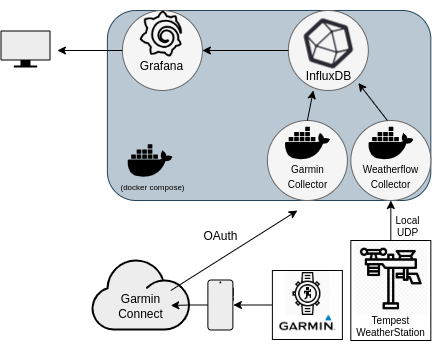 Grafana
InfluxDB
Garmin
Collector
Weatherflow
Collector
(docker compose)
OAuth
Local
UDP
Garmin
Connect
GARMIN.
Tempest
WeatherStation